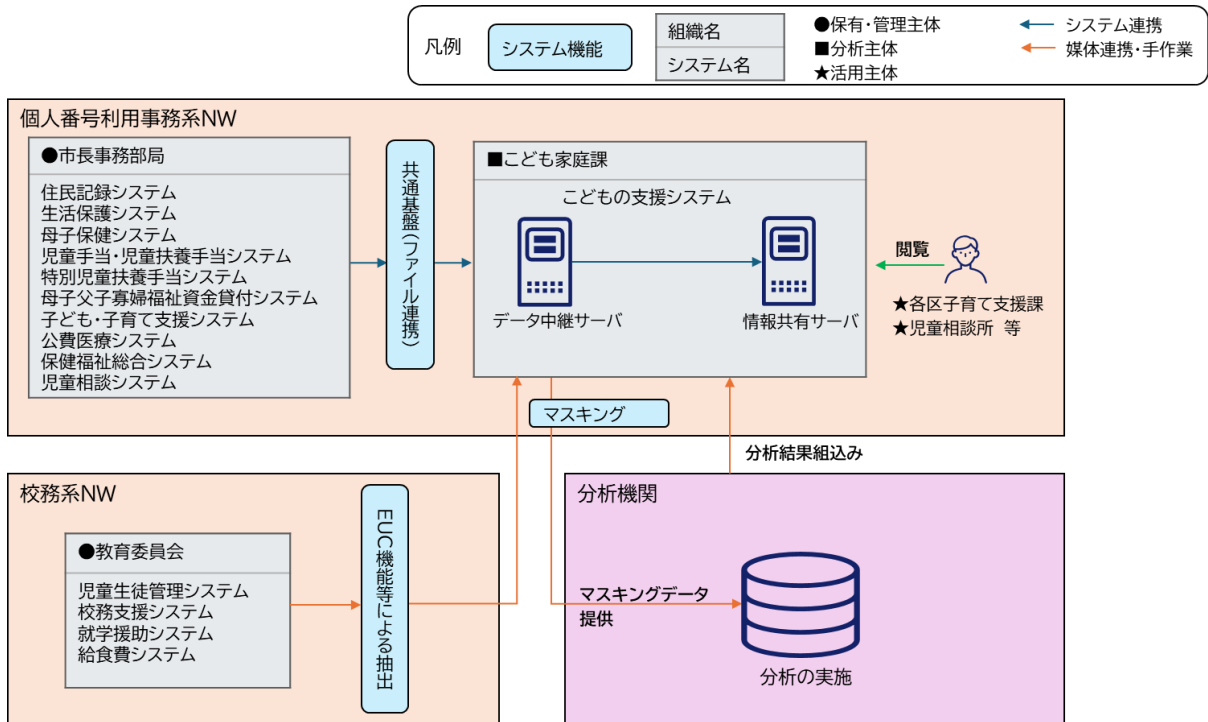 凡例
システム機能
組織名
システム名
●保有・管理主体
■分析主体
★活用主体
システム連携
媒体連携・手作業
個人番号利用事務系NW
●市長事務部局
住民記録システム
生活保護システム
母子保健システム
児童手当・児童扶養手当システム
特別児童扶養手当システム
母子父子寡婦福祉資金貸付システム
子ども・子育て支援システム
公費医療システム
保健福祉総合システム
児童相談システム
共通基盤(ファイル連携)
■こども家庭課
こどもの支援システム
データ中継サーバ
情報共有サーバ
閲覧
★各区子育て支援課
★児童相談所 等
マスキング
分析結果組込み
校務系NW
●教育委員会
児童生徒管理システム
校務支援システム
就学援助システム
給食費システム
EUC機能等による抽出
分析機関
マスキングデータ
提供
分析の実施